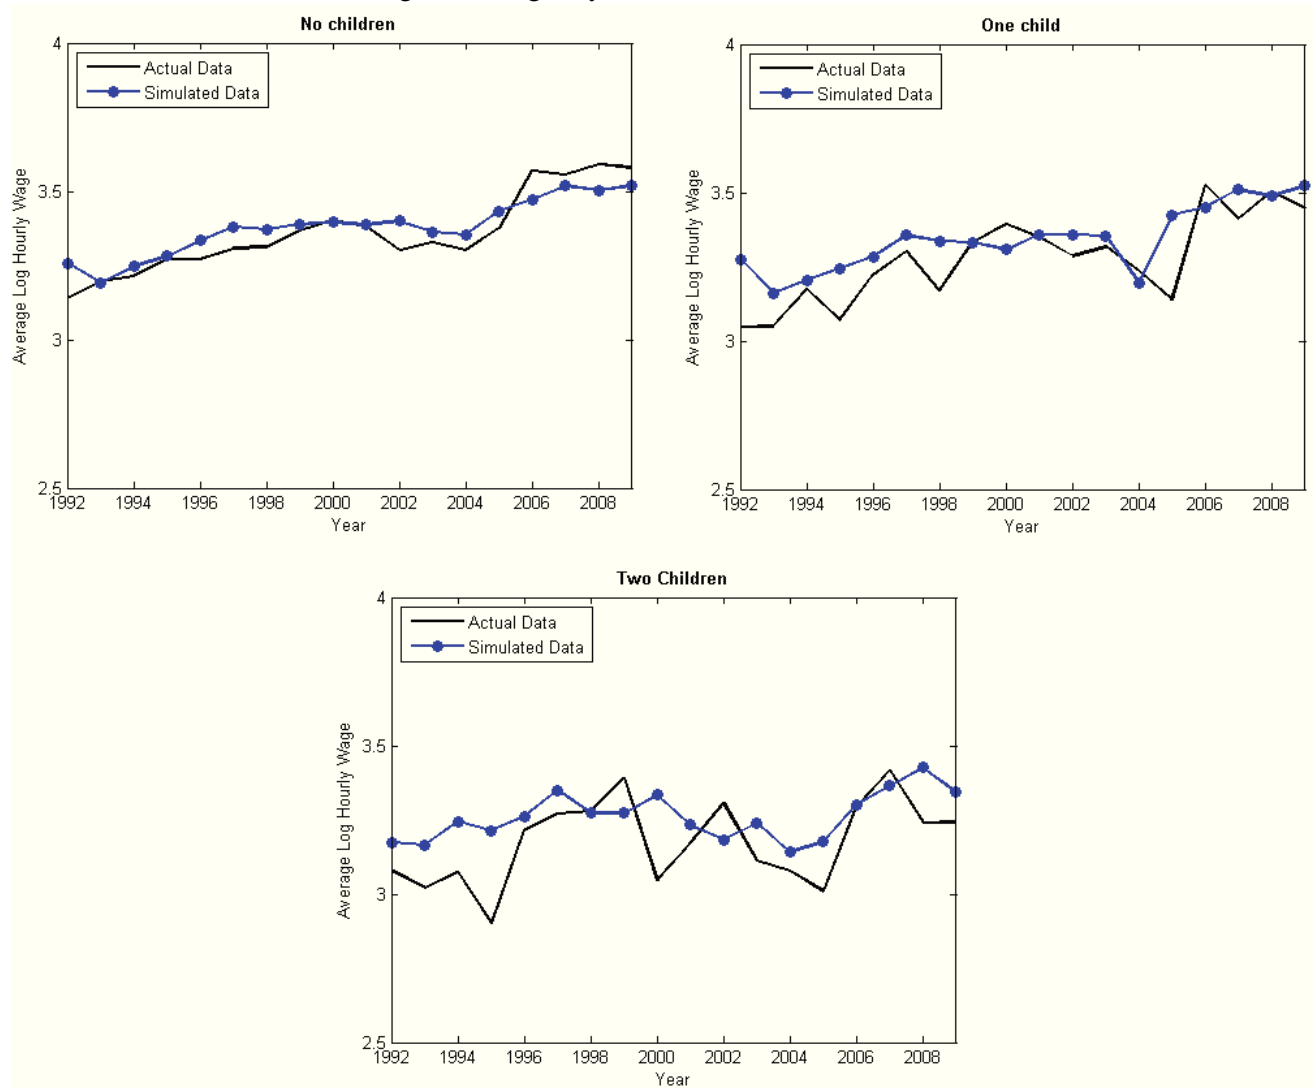 No children
Actual Data
Simulated Data
4
3.5
3
2.5
Average Log Hourly Wage
1992 1994 1996 1998 2000 2002 2004 2006 2008
Year
One child
Actual Data
Simulated Data
4
3.5
3
2.5
Average Log Hourly Wage
1992 1994 1996 1998 2000 2002 2004 2006 2008
Year
Two Children
Actual Data
Simulated Data
4
3.5
3
2.5
Average Log Hourly Wage
1992 1994 1996 1998 2000 2002 2004 2006 2008
Year